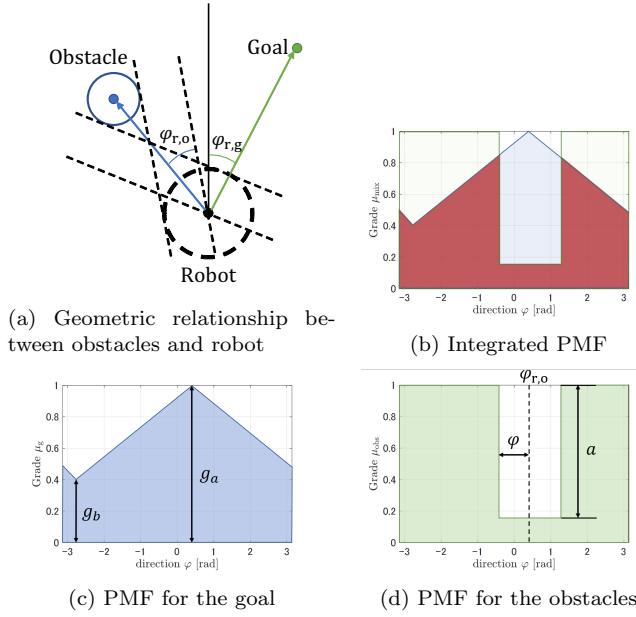 Obstacle
Goal
φr,o
φr,g
Robot
(a) Geometric relationship be-
tween obstacles and robot
Grade μmix
1
0.8
0.6
0.4
0.2
0
-3 -2 -1 0 1 2 3
direction φ [rad]
(b) Integrated PMF
Grade μg
1
0.8
0.6
0.4
0.2
0
gb
ga
-3 -2 -1 0 1 2 3
direction φ [rad]
(c) PMF for the goal
φr,o
Grade μobs
1
0.8
0.6
0.4
0.2
0
φ
a
-3 -2 -1 0 1 2 3
direction φ [rad]
(d) PMF for the obstacles